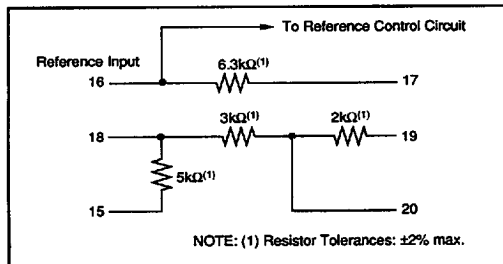 To Reference Control Circuit
Reference Input
6.3kΩ(1)
16
17
3kΩ(1)
2kΩ(1)
18
19
5kΩ(1)
15
20
NOTE: (1) Resistor Tolerances: ±2% max.